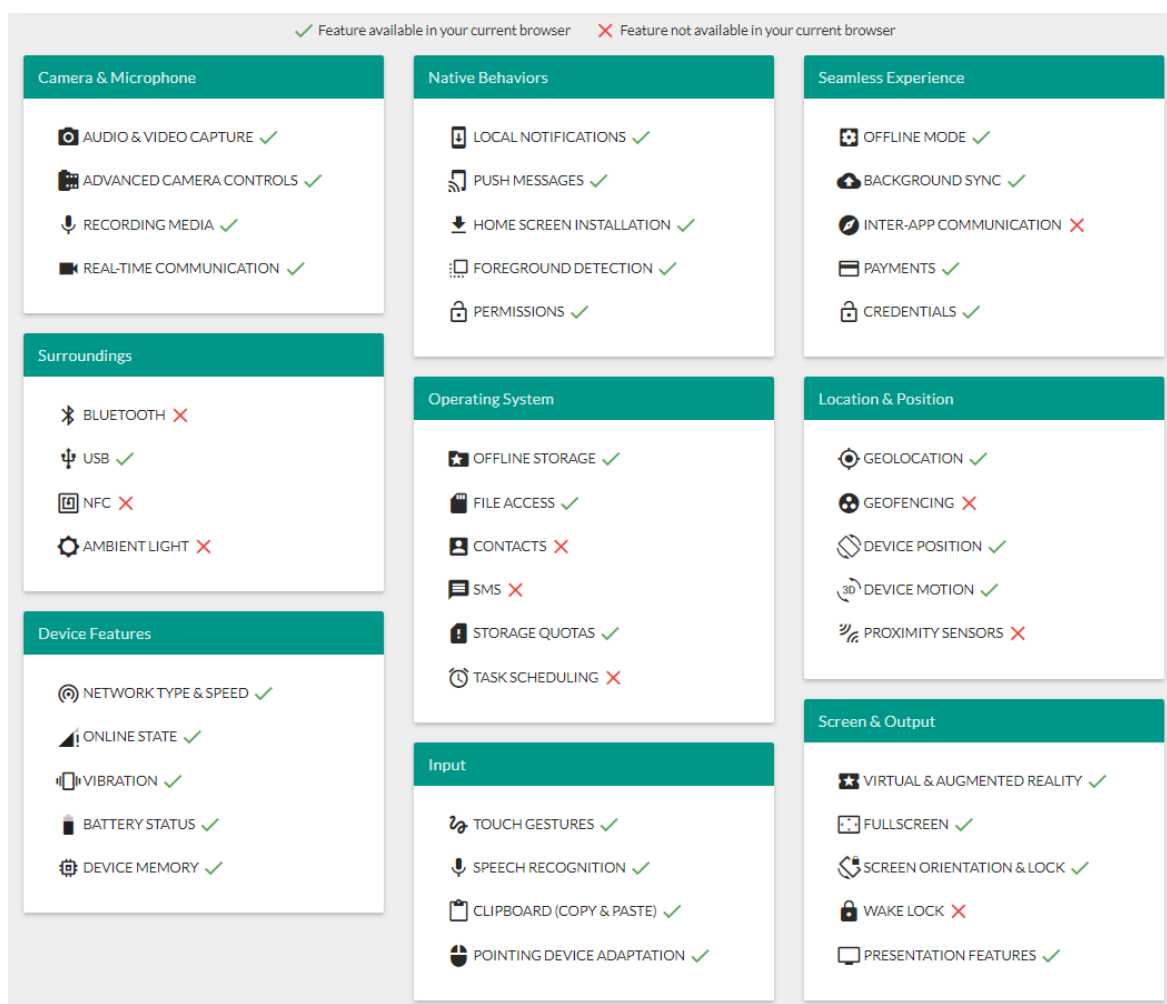 Feature available in your current browser
Feature not available in your current browser
Camera & Microphone
AUDIO & VIDEO CAPTURE
ADVANCED CAMERA CONTROLS
RECORDING MEDIA
REAL-TIME COMMUNICATION
Surroundings
BLUETOOTH
USB
NFC
AMBIENT LIGHT
Device Features
NETWORK TYPE & SPEED
ONLINE STATE
VIBRATION
BATTERY STATUS
DEVICE MEMORY
Native Behaviors
LOCAL NOTIFICATIONS
PUSH MESSAGES
HOME SCREEN INSTALLATION
FOREGROUND DETECTION
PERMISSIONS
Operating System
OFFLINE STORAGE
FILE ACCESS
CONTACTS
SMS
STORAGE QUOTAS
TASK SCHEDULING
Input
TOUCH GESTURES
SPEECH RECOGNITION
CLIPBOARD (COPY & PASTE)
POINTING DEVICE ADAPTATION
Seamless Experience
OFFLINE MODE
BACKGROUND SYNC
INTER-APP COMMUNICATION
PAYMENTS
CREDENTIALS
Location & Position
GEOLOCATION
GEOFENCING
DEVICE POSITION
3D DEVICE MOTION
PROXIMITY SENSORS
Screen & Output
VIRTUAL & AUGMENTED REALITY
FULLSCREEN
SCREEN ORIENTATION & LOCK
WAKE LOCK
PRESENTATION FEATURES